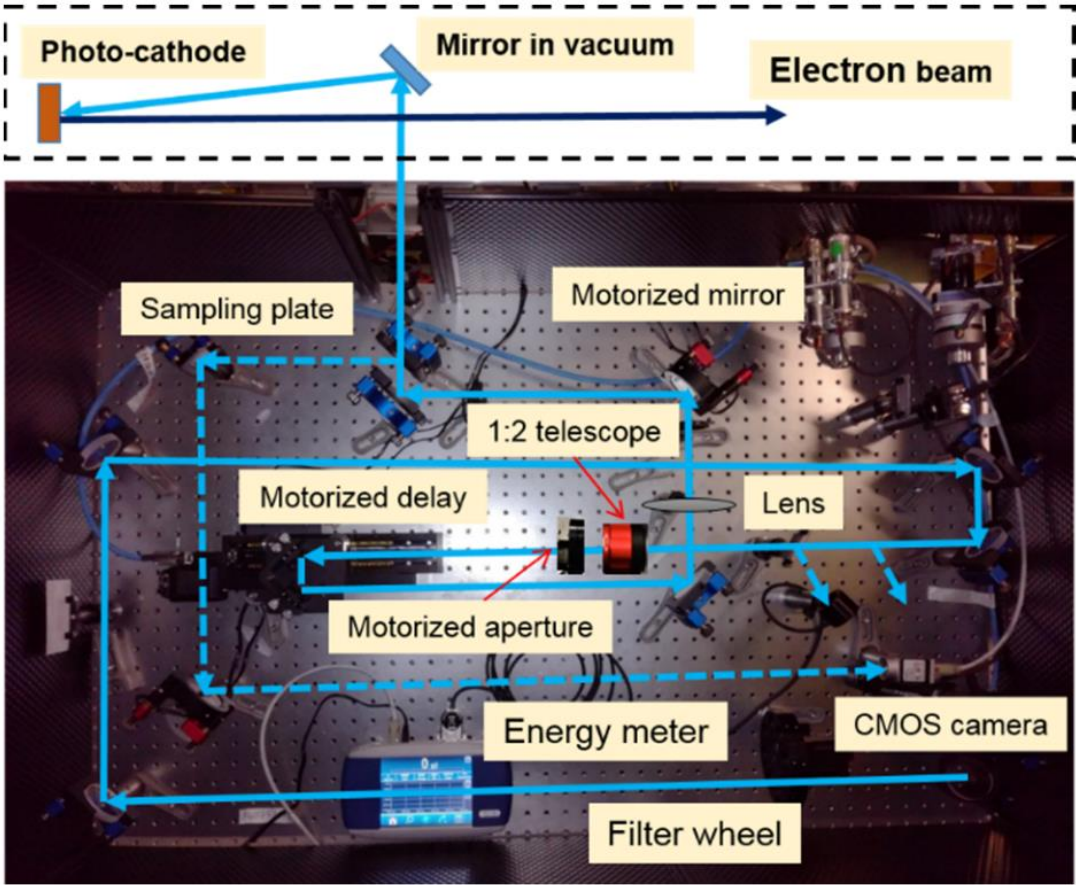 Photo-cathode
Mirror in vacuum
Electron beam
Sampling plate
Motorized mirror
1:2 telescope
Motorized delay
Lens
Motorized aperture
Energy meter
CMOS camera
Filter wheel